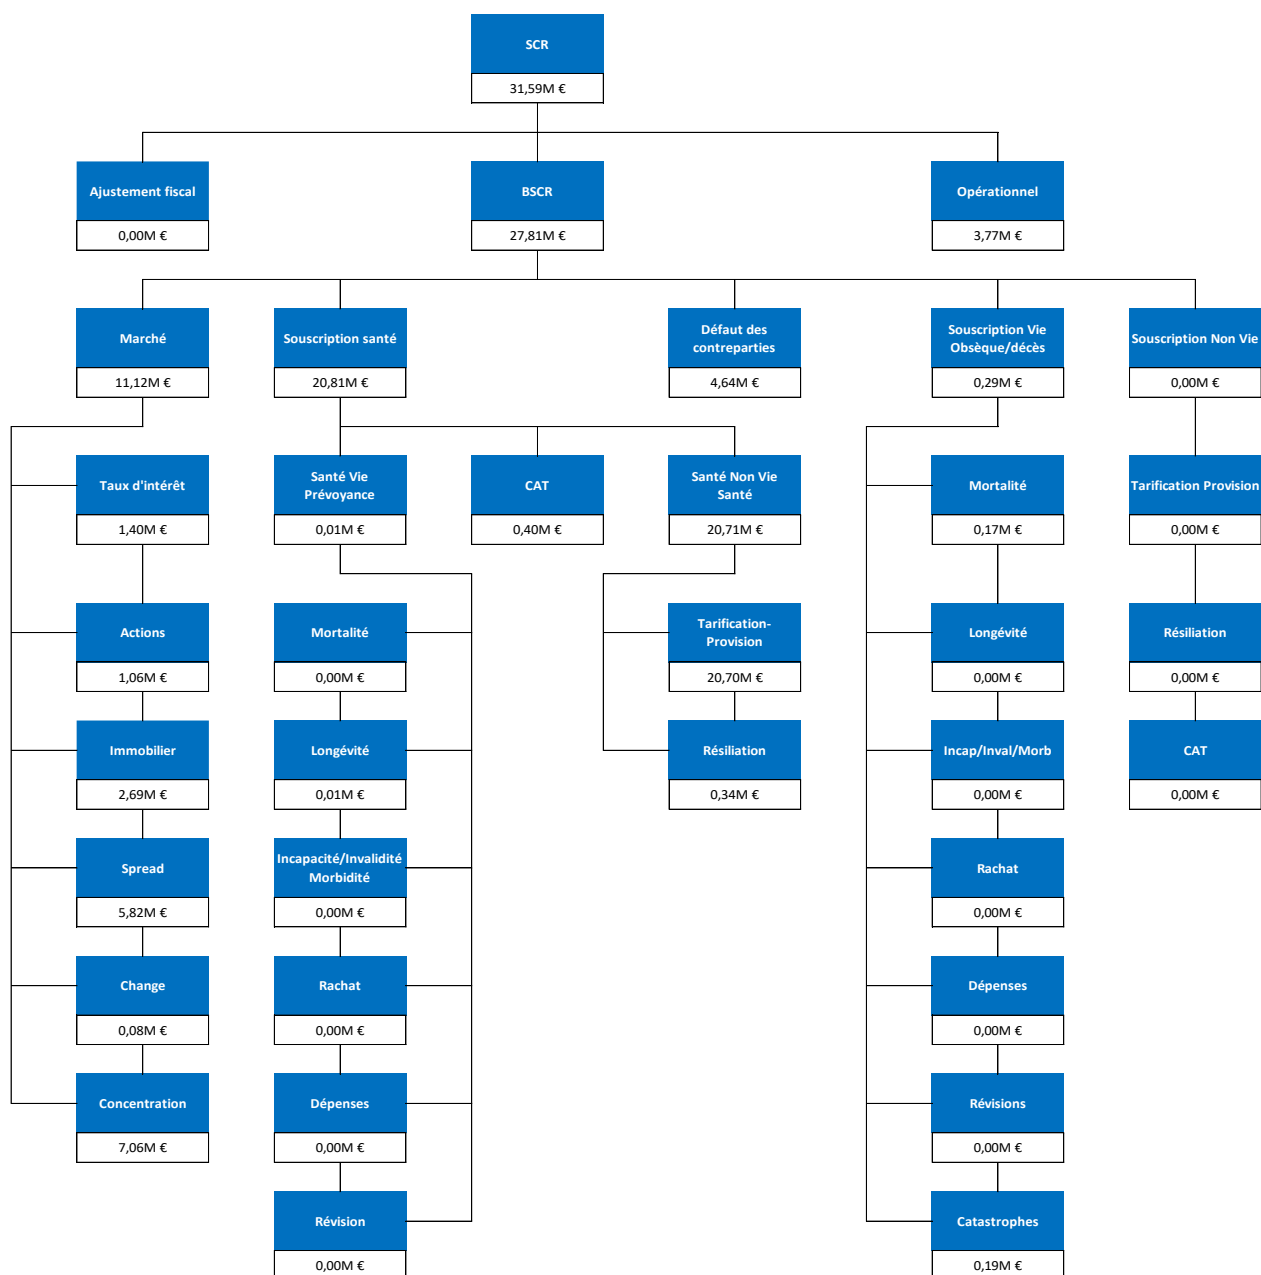 SCR
31,59M €
Ajustement fiscal
BSCR
Opérationnel
0,00M €
27,81M €
3,77M €
Marché
Souscription santé
Défaut des
contreparties
Souscription Vie
Obsèque/décès
Souscription Non Vie
11,12M €
20,81M €
4,64M €
0,29M €
0,00M €
Taux d'intérêt
Santé Vie
Prévoyance
CAT
Santé Non Vie
Santé
Mortalité
Tarification Provision
1,40M €
0,01M €
0,40M €
20,71M €
0,17M €
0,00M €
Actions
Mortalité
Tarification-
Provision
Longévité
Résiliation
1,06M €
0,00M €
20,70M €
0,00M €
0,00M €
Immobilier
Longévité
Résiliation
Incap/Inval/Morb
CAT
2,69M €
0,01M €
0,34M €
0,00M €
0,00M €
Spread
Incapacité/Invalidité
Morbidité
Rachat
5,82M €
0,00M €
0,00M €
Change
Rachat
Dépenses
0,08M €
0,00M €
0,00M €
Concentration
Dépenses
Révisions
7,06M €
0,00M €
0,00M €
Révision
Catastrophes
0,00M €
0,19M €